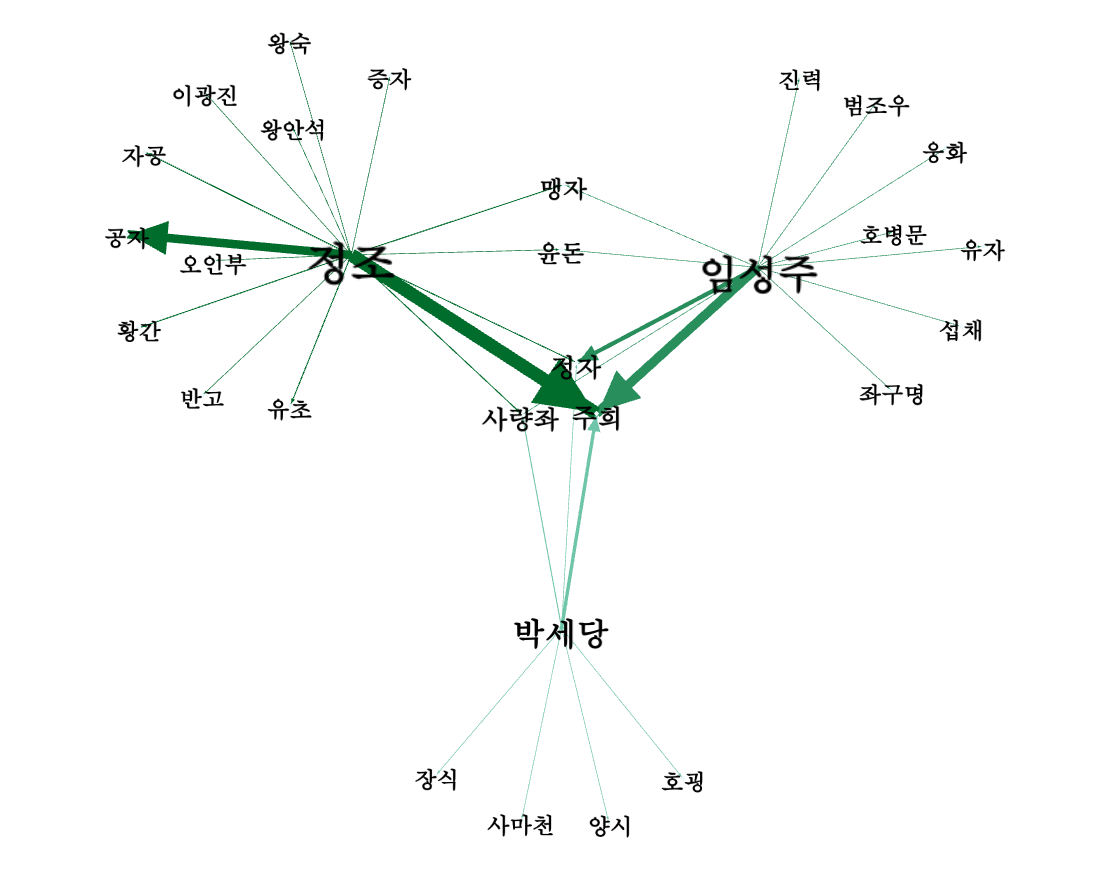 왕숙
증자
진력
이광진
범조우
왕안석
자공
웅화
맹자
공자
호병문
유자
윤돈
오인부
정조
임성주
황간
섭채
정자
반고
유초
좌구명
사량좌
주희
박세당
장식
호굉
사마천
양시